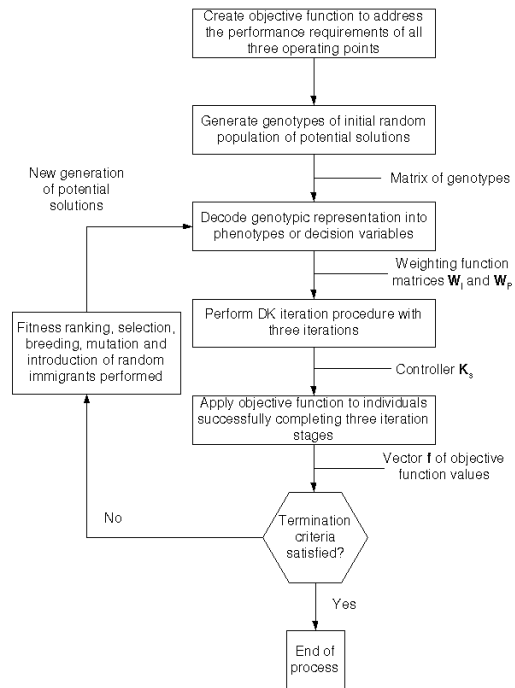 Create objective function to address
the performance requirements of all
three operating points
Generate genotypes of initial random
population of potential solutions
New generation
of potential
solutions
Matrix of genotypes
Decode genotypic representation into
phenotypes or decision variables
Weighting function
matrices W_I and W_P
Perform DK iteration procedure with
three iterations
Fitness ranking, selection,
breeding, mutation and
introduction of random
immigrants performed
Controller K_s
Apply objective function to individuals
successfully completing three iteration
stages
Vector f of objective
function values
No
Termination
criteria
satisfied?
Yes
End of
process